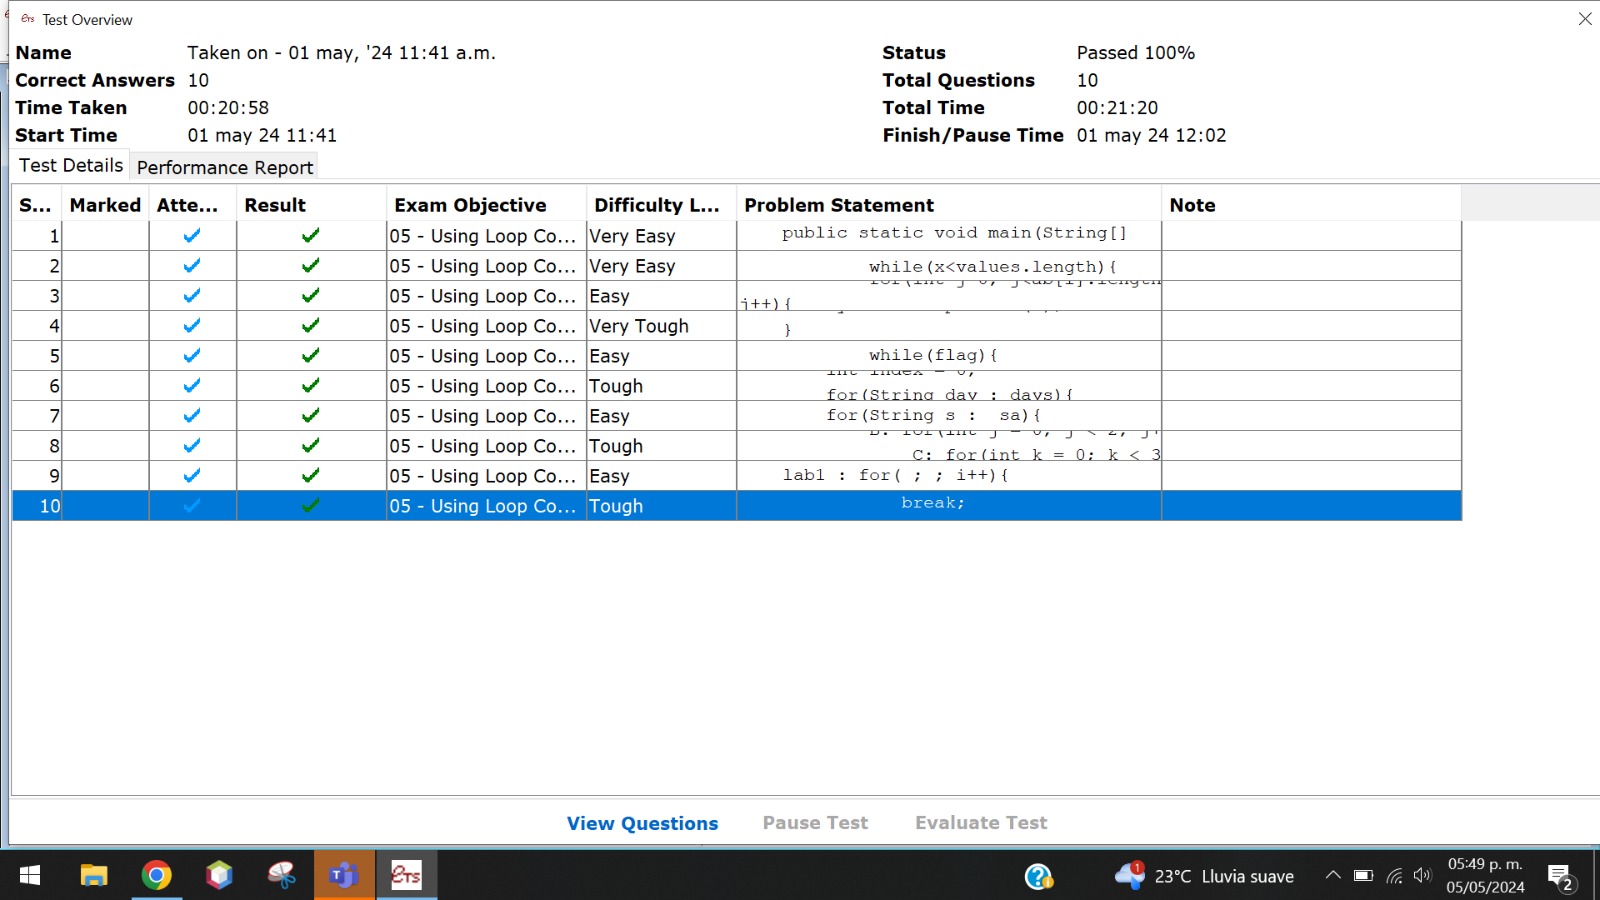 ets Test Overview
Name Taken on - 01 may, '24 11:41 a.m. Status Passed 100%
Correct Answers 10 Total Questions 10
Time Taken 00:20:58 Total Time 00:21:20
Start Time 01 may 24 11:41 Finish/Pause Time 01 may 24 12:02
Test Details Performance Report
S... Marked Atte... Result Exam Objective Difficulty L... Problem Statement Note
1 05 - Using Loop Co... Very Easy public static void main(String[]
2 05 - Using Loop Co... Very Easy while(x<values.length){
3 05 - Using Loop Co... Easy j++){
4 05 - Using Loop Co... Very Tough }
5 05 - Using Loop Co... Easy while(flag){
6 05 - Using Loop Co... Tough int index = 0;
for(String day : days){
7 05 - Using Loop Co... Easy for(String s : sa){
8 05 - Using Loop Co... Tough
C: for(int k = 0; k < 3
9 05 - Using Loop Co... Easy lab1 : for( ; ; i++){
10 05 - Using Loop Co... Tough break;
View Questions Pause Test Evaluate Test
ETS 1 23°C Lluvia suave 05:49 p. m.
05/05/2024 2